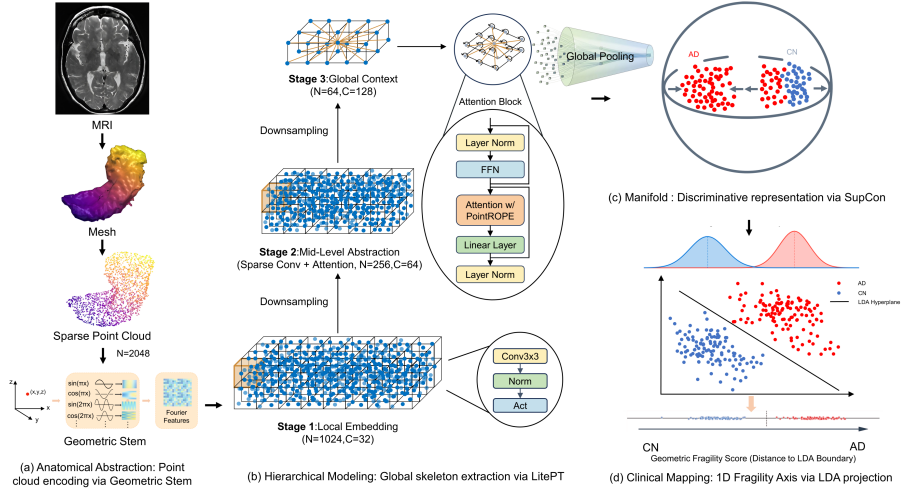 MRI
Mesh
Sparse Point Cloud
N=2048
z
(x,y,z)
x
y
sin(πx)
cos(πx)
sin(2πx)
cos(2πx)
Fourier
Features
Geometric Stem
(a) Anatomical Abstraction: Point
cloud encoding via Geometric Stem
Stage 3:Global Context
(N=64,C=128)
Downsampling
Stage 2:Mid-Level Abstraction
(Sparse Conv + Attention, N=256,C=64)
Downsampling
Stage 1:Local Embedding
(N=1024,C=32)
Attention Block
Layer Norm
FFN
Attention w/
PointROPE
Linear Layer
Layer Norm
Conv3x3
Norm
Act
(b) Hierarchical Modeling: Global skeleton extraction via LitePT
Global Pooling
AD
CN
(c) Manifold : Discriminative representation via SupCon
AD
CN
LDA Hyperplane
CN
AD
Geometric Fragility Score (Distance to LDA Boundary)
(d) Clinical Mapping: 1D Fragility Axis via LDA projection